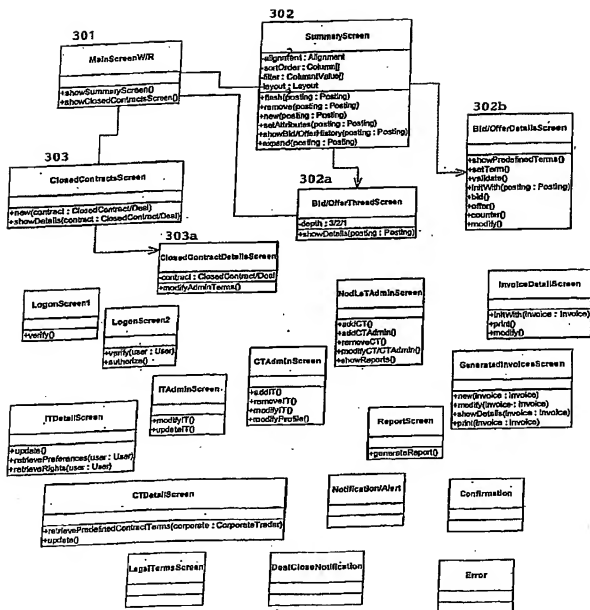 301
MainScreenW/R
+showSummaryScreen()
+showClosedContractsScreen()
302
SummaryScreen
-alignment : Alignment
-sortOrder : Column[]
-filter : ColumnValue[]
-layout : Layout
+flash(posting : Posting)
+remove(posting : Posting)
+new(posting : Posting)
+setAttributes(posting : Posting)
+showBid/OfferHistory(posting : Posting)
+expand(posting : Posting)
302b
Bid/OfferDetailsScreen
+showPredefinedTerms()
+setTerm()
+validate()
+initWith(posting : Posting)
+bid()
+offer()
+counter()
+modify()
303
ClosedContractsScreen
+new(contract : ClosedContract/Deal)
+showDetails(contract : ClosedContract/Deal)
302a
Bid/OfferThreadScreen
-depth : 3/2/1
+showDetails(posting : Posting)
303a
ClosedContractDetailsScreen
-contract : ClosedContract/Deal
+modifyAdminTerms()
LogonScreen1
+verify()
LogonScreen2
+verify(user : User)
+authorize()
NodLeTAdminScreen
+addCT()
+addCTAdmin()
+removeCT()
+modifyCT/CTAdmin()
+showReports()
InvoiceDetailScreen
+initWith(invoice : Invoice)
+print()
+modify()
ITAdminScreen
+modifyIT()
+updateIT()
CTAdminScreen
+addIT()
+removeIT()
+modifyIT()
+modifyProfile()
GeneratedInvoicesScreen
+new(invoice : Invoice)
+modify(invoice : Invoice)
+showDetails(invoice : Invoice)
+print(invoice : Invoice)
ITDetailScreen
+update()
+retrievePreferences(user : User)
+retrieveRights(user : User)
ReportScreen
+generateReport()
CTDetailScreen
+retrievePredefinedContractTerms(corporate : CorporateTrader)
+update()
Notification/Alert
Confirmation
LegalTermsScreen
DealCloseNotification
Error